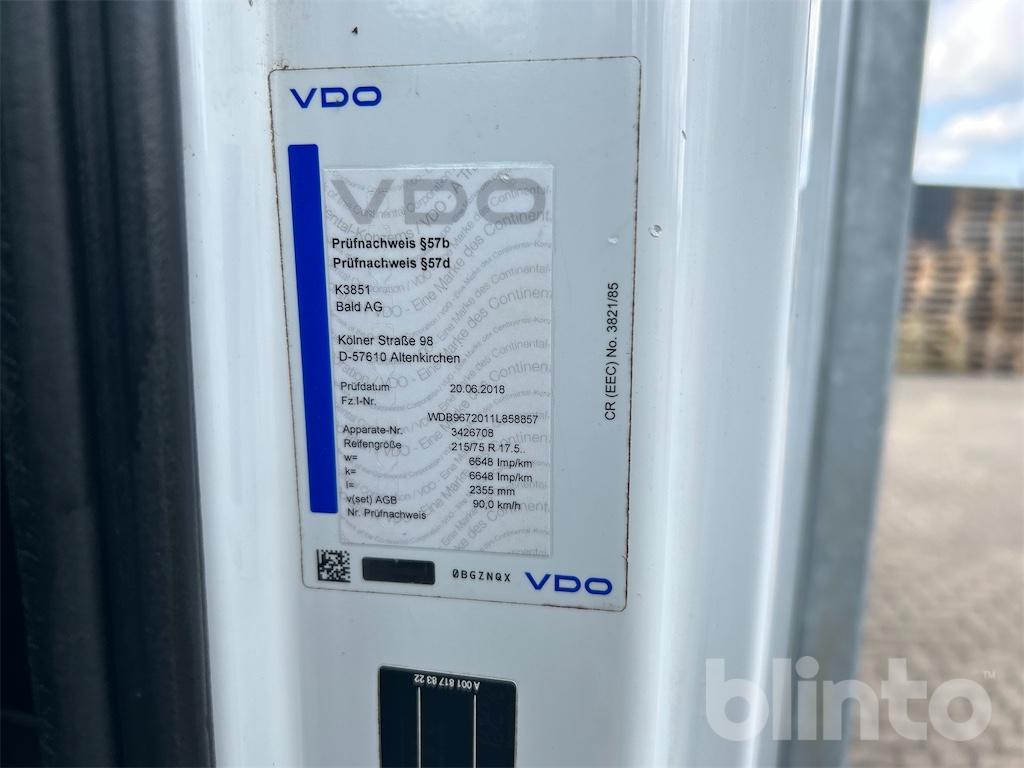 VDO
VDO
Prüfnachweis §57b
Prüfnachweis §57d
K3851
Bald AG
Kölner Straße 98
D-57610 Altenkirchen
Prüfdatum 20.06.2018
Fz.I-Nr.
WDB9672011L858857
Apparate-Nr. 3426708
Reifengröße 215/75 R 17.5..
w= 6648 Imp/km
k= 6648 Imp/km
l= 2355 mm
v(set) AGB 90,0 km/h
Nr. Prüfnachweis
0BGZNQX VDO
CR (EEC) No. 3821/85
A 001 817 83 22
blinto™